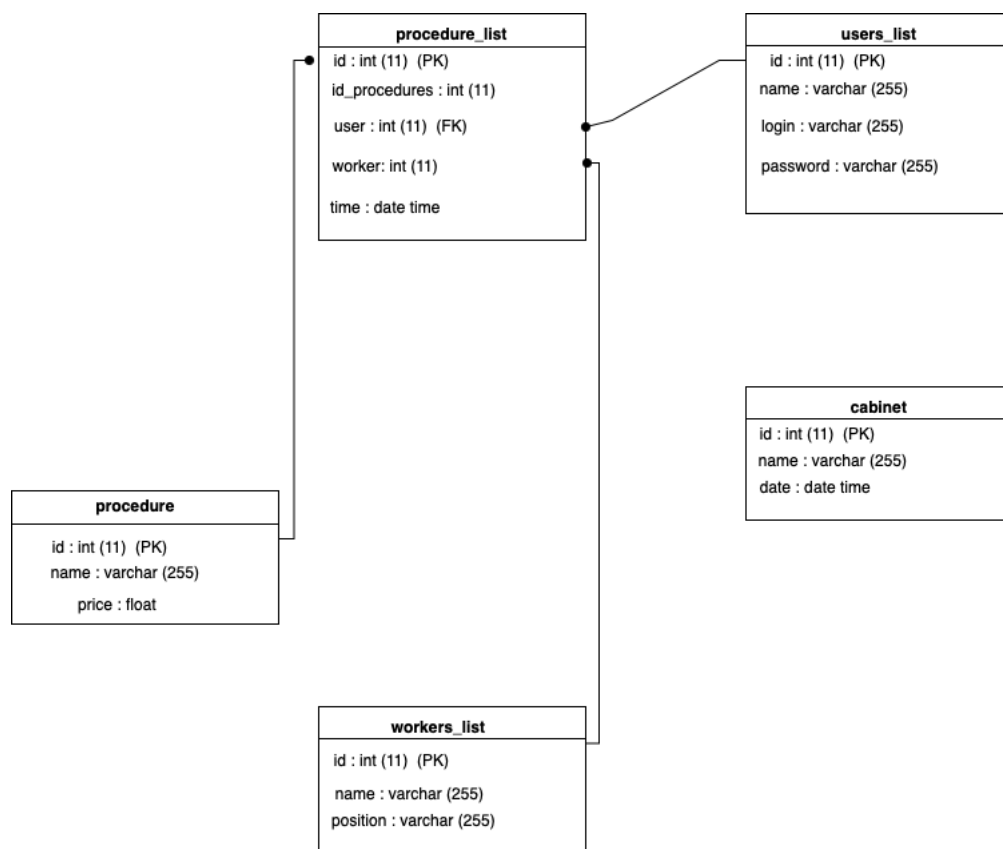 procedure_list
id : int (11) (PK)
id_procedures : int (11)
user : int (11) (FK)
worker: int (11)
time : date time
users_list
id : int (11) (PK)
name : varchar (255)
login : varchar (255)
password : varchar (255)
cabinet
id : int (11) (PK)
name : varchar (255)
date : date time
procedure
id : int (11) (PK)
name : varchar (255)
price : float
workers_list
id : int (11) (PK)
name : varchar (255)
position : varchar (255)